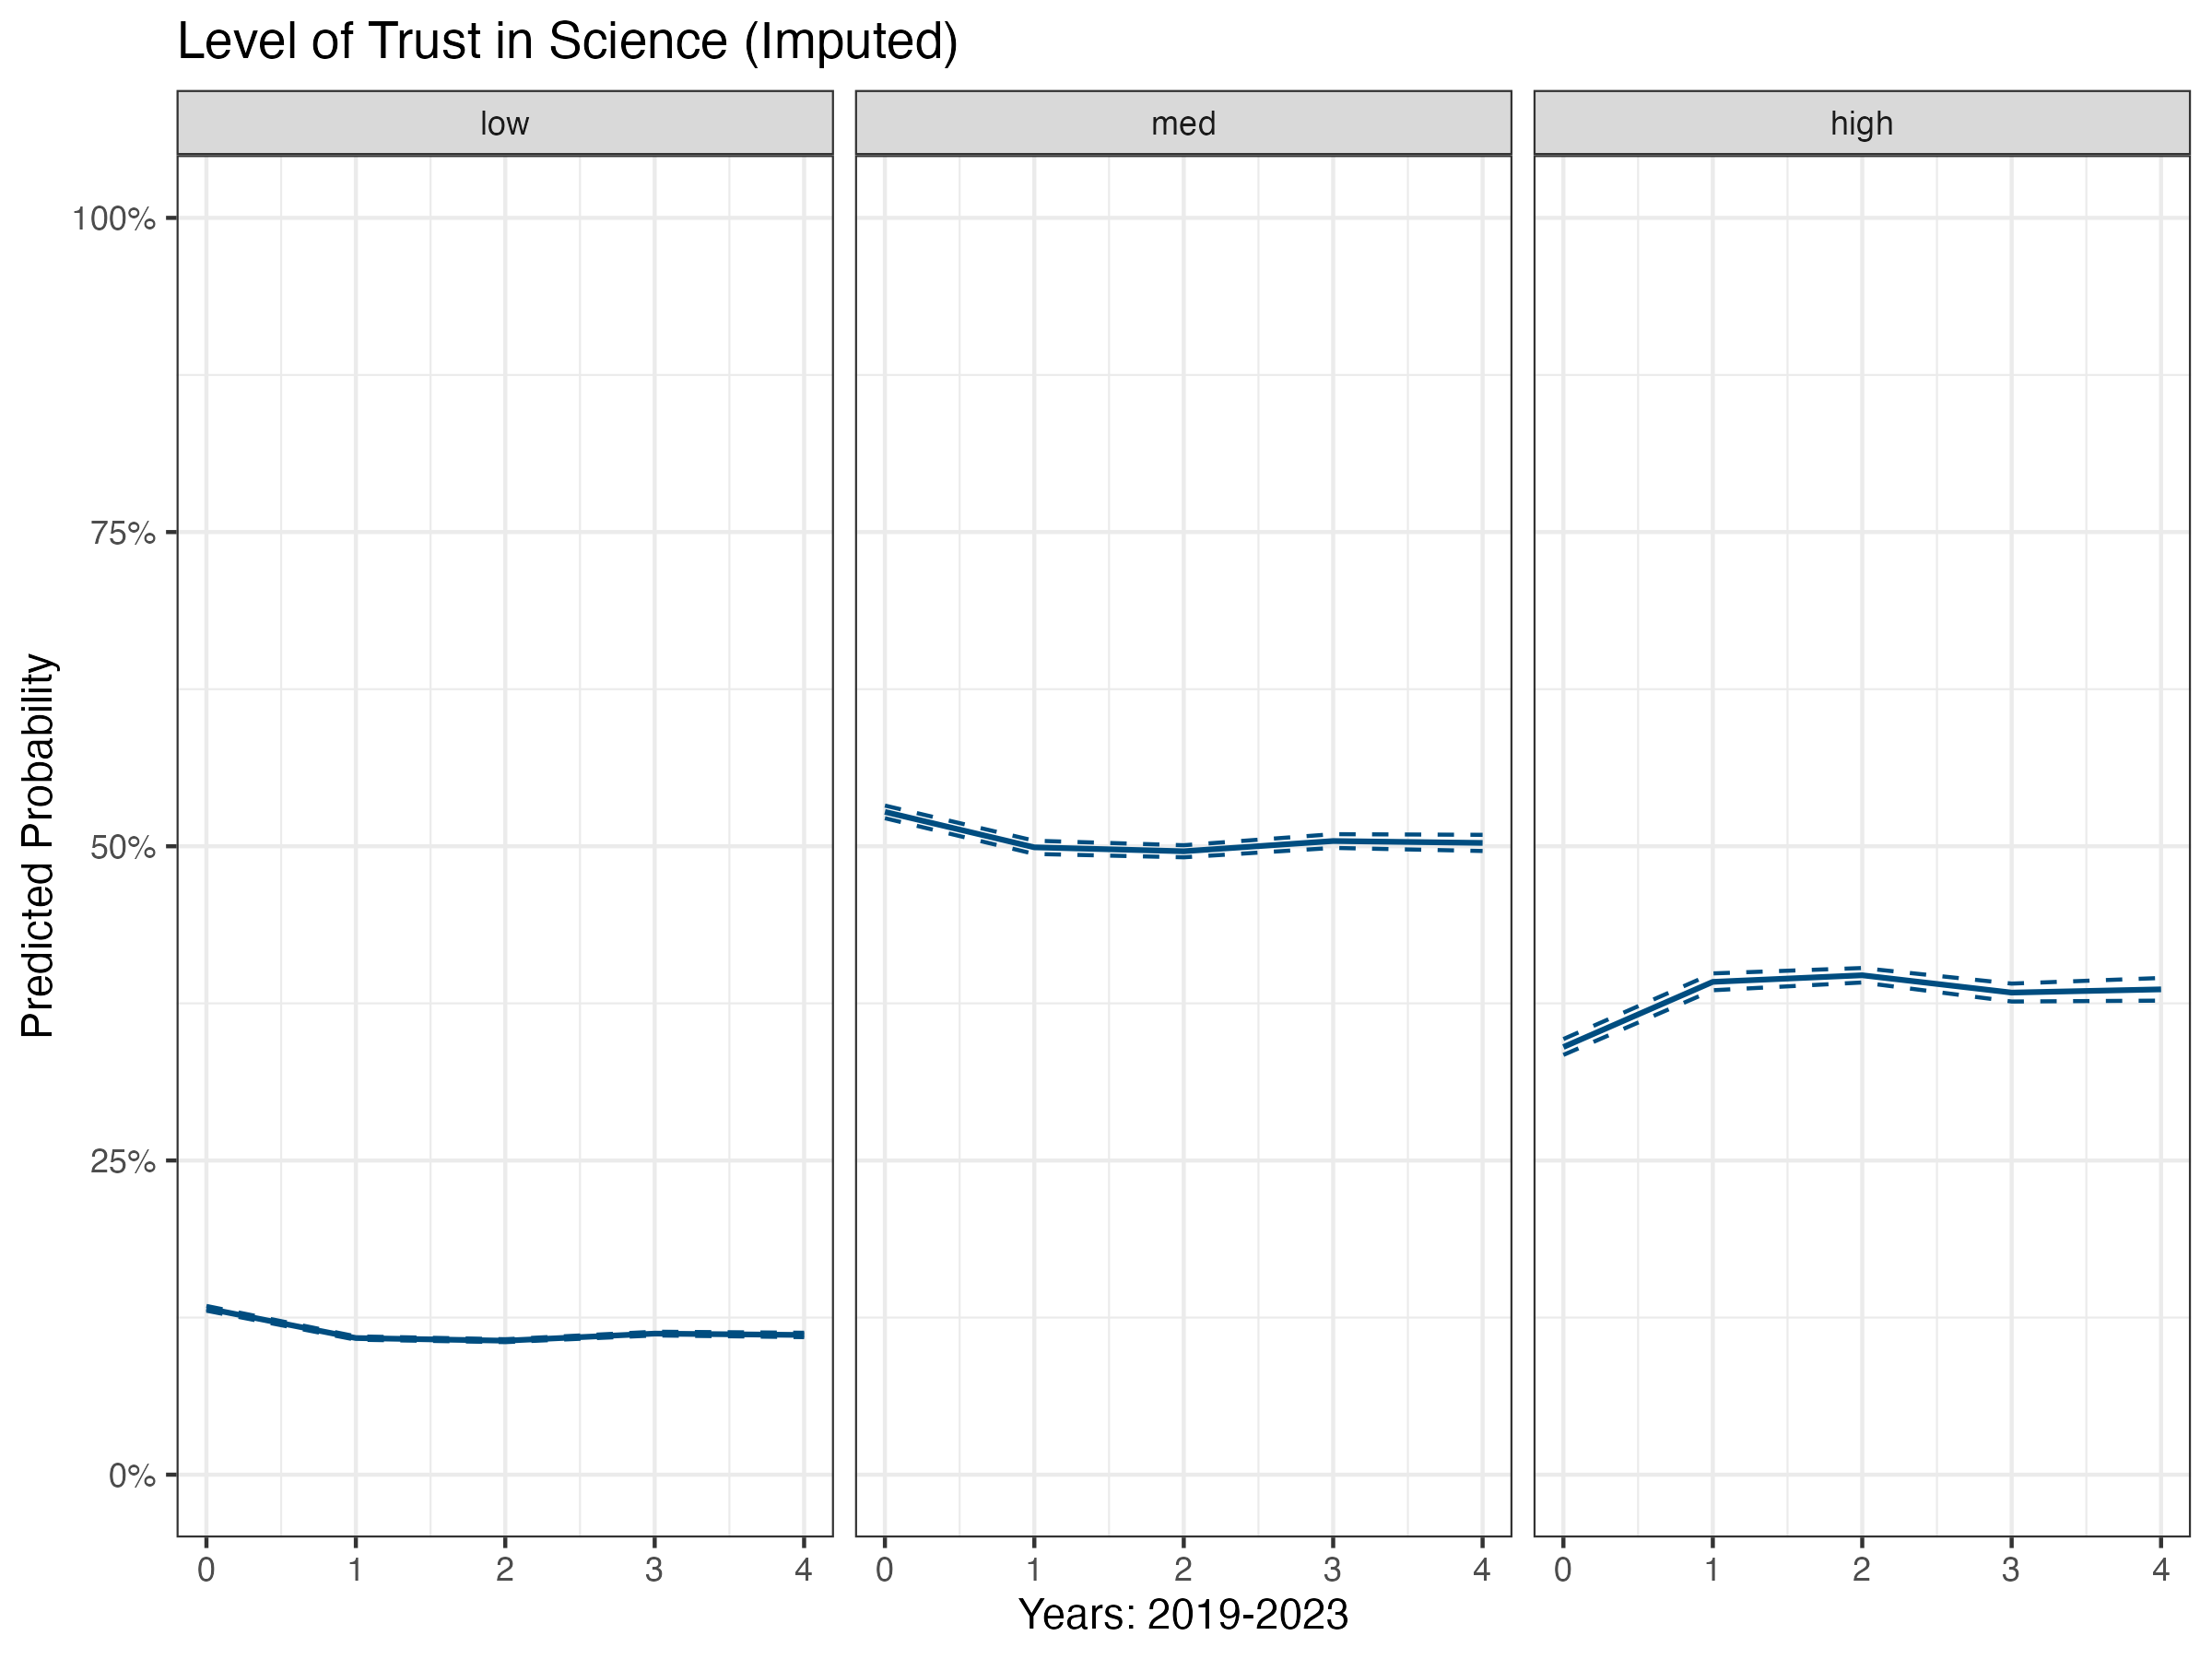 Level of Trust in Science (Imputed)
low
med
high
Predicted Probability
100%
75%
50%
25%
0%
0 1 2 3 4
0 1 2 3 4
0 1 2 3 4
Years: 2019-2023